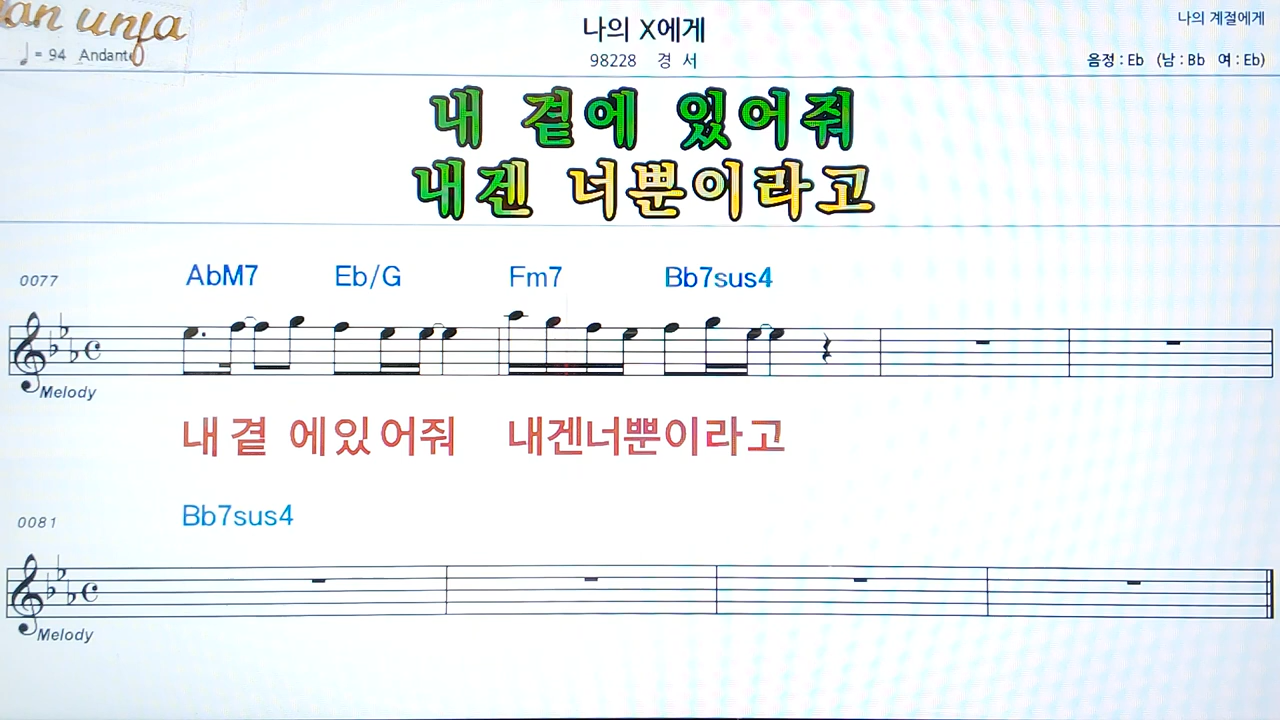 나의 X에게
나의 계절에게
♩= 94 Andante
98228 경 서
음정 : Eb (남 : Bb 여 : Eb)
내 곁에 있어줘
내겐 너뿐이라고
0077
AbM7 Eb/G Fm7 Bb7sus4
Melody
내 곁 에있어줘 내겐너뿐이라고
0081
Bb7sus4
Melody